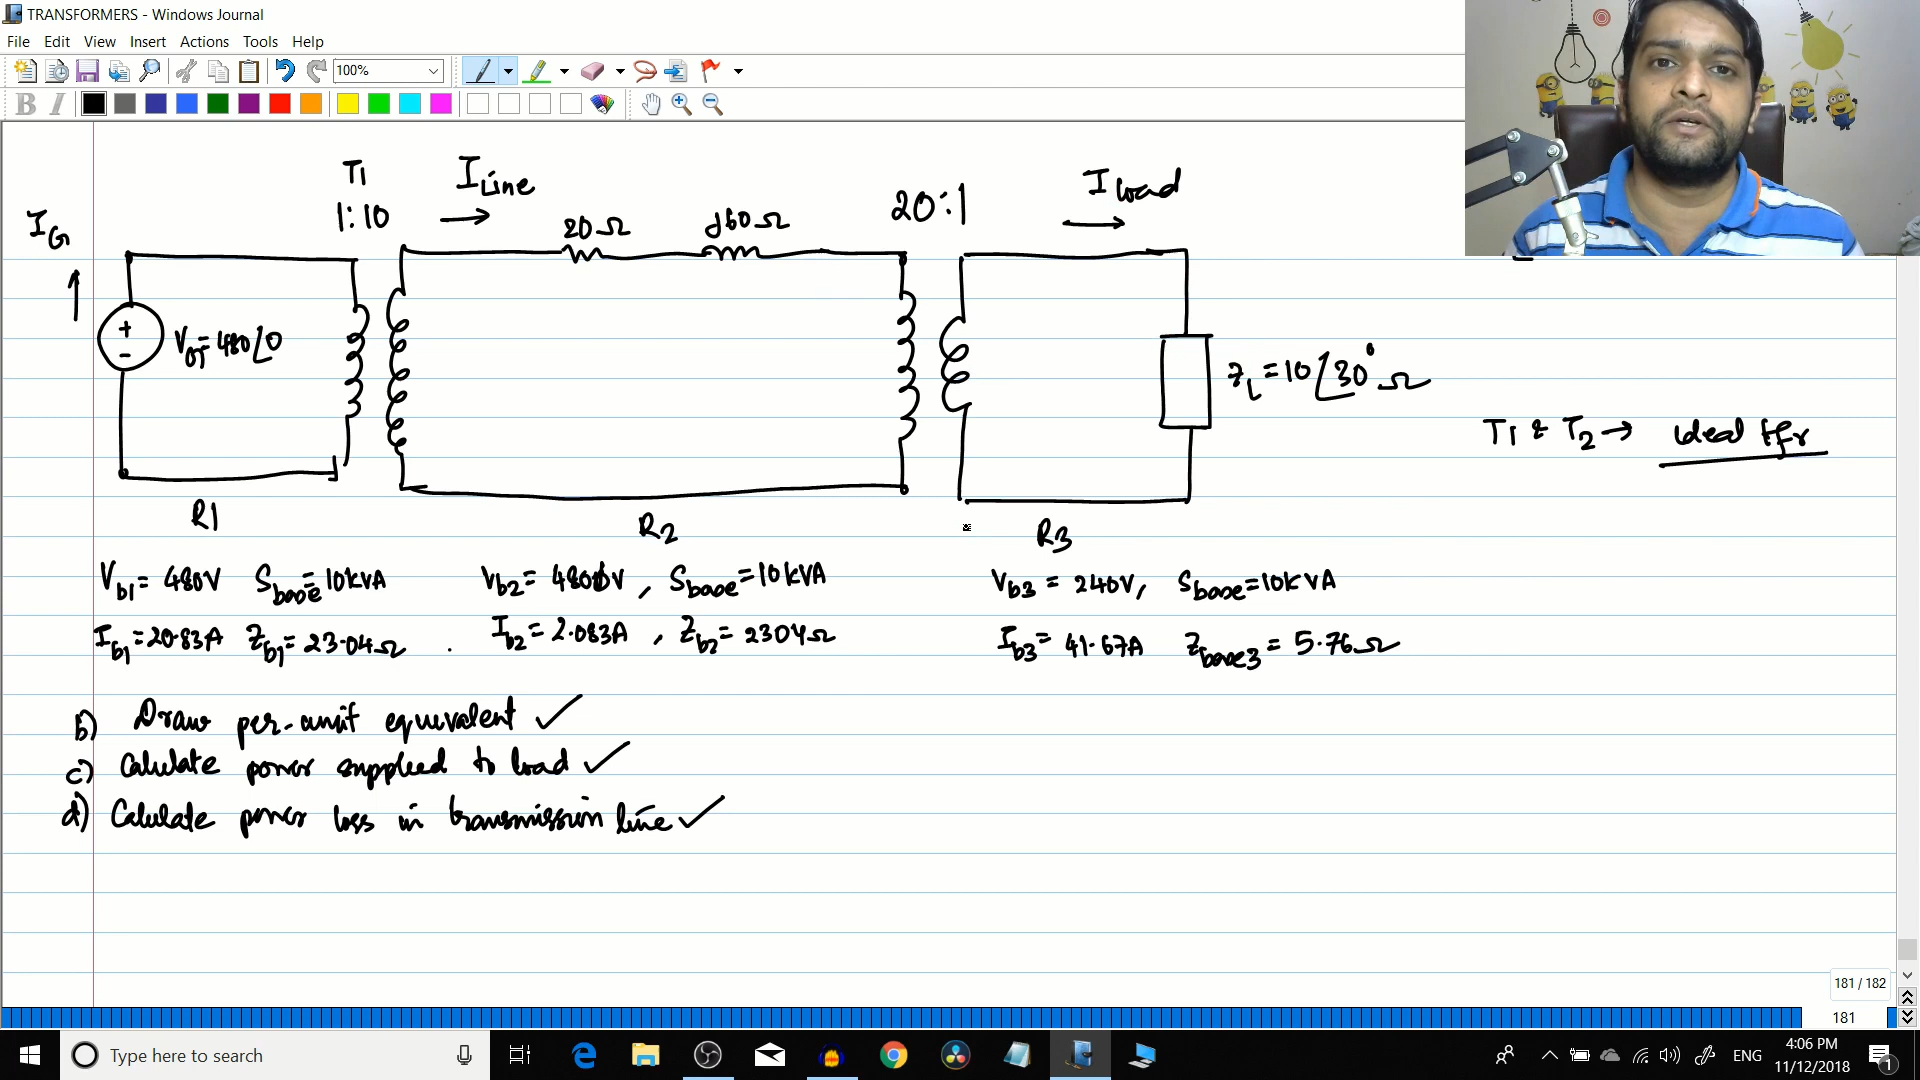 TRANSFORMERS - Windows Journal
File Edit View Insert Actions Tools Help
100%
B I
T1
I Line
1:10
20Ω
j60Ω
20:1
I Load
IG
+
-
VG=480∠0
ZL=10∠30°Ω
T1 & T2→ ideal tfr
R1
R2
R3
Vb1= 480V Sbase=10kVA
Vb2= 4800V, Sbase=10kVA
Vb3 = 240V, Sbase=10kVA
Ib1=20.83A Zb1=23.04Ω
Ib2=2.083A, Zb2=2304Ω
Ib3= 41.67A Zbase3= 5.76Ω
b) Draw per-unit equivalent ✓
c) Calculate power supplied to load ✓
d) Calculate power loss in transmission line ✓
181 / 182
181
Type here to search
ENG
4:06 PM
11/12/2018
1